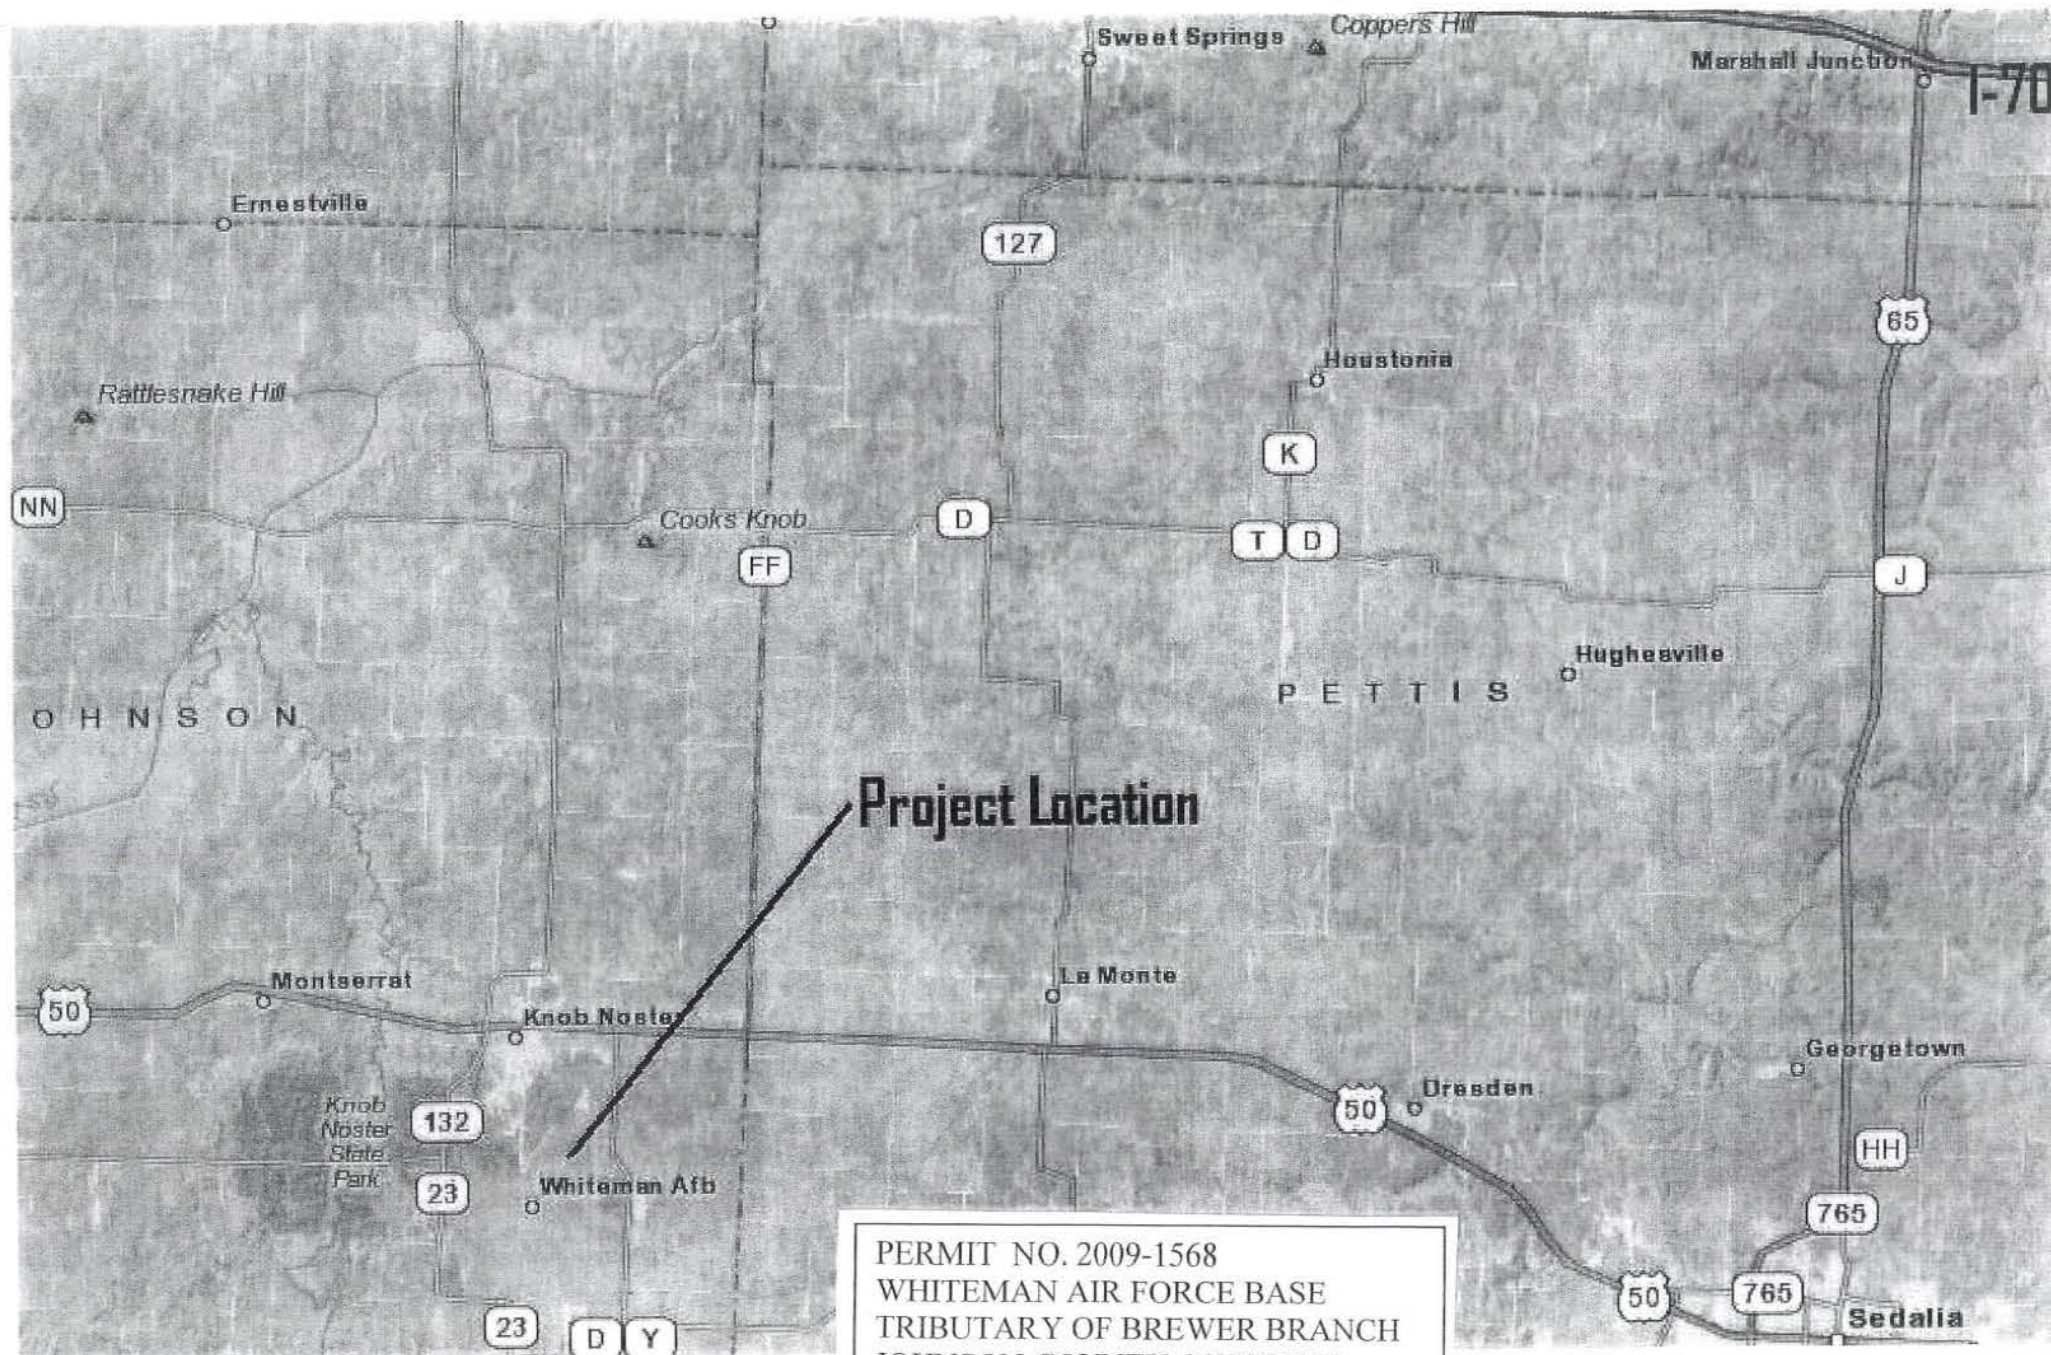 Sweet Springs
Coppers Hill
Marshall Junction
I-70
Ernestville
127
65
Houstonia
Rattlesnake Hill
K
NN
Cooks Knob
D
T
D
FF
J
Hughesville
PETTIS
OHNSON
Project Location
Montserrat
La Monte
50
Knob Noster
Georgetown
Dresden
50
Knob
Noster
State
Park
132
HH
23
Whiteman Afb
765
PERMIT NO. 2009-1568
WHITEMAN AIR FORCE BASE
TRIBUTARY OF BREWER BRANCH
50
765
Sedalia
23
D
Y